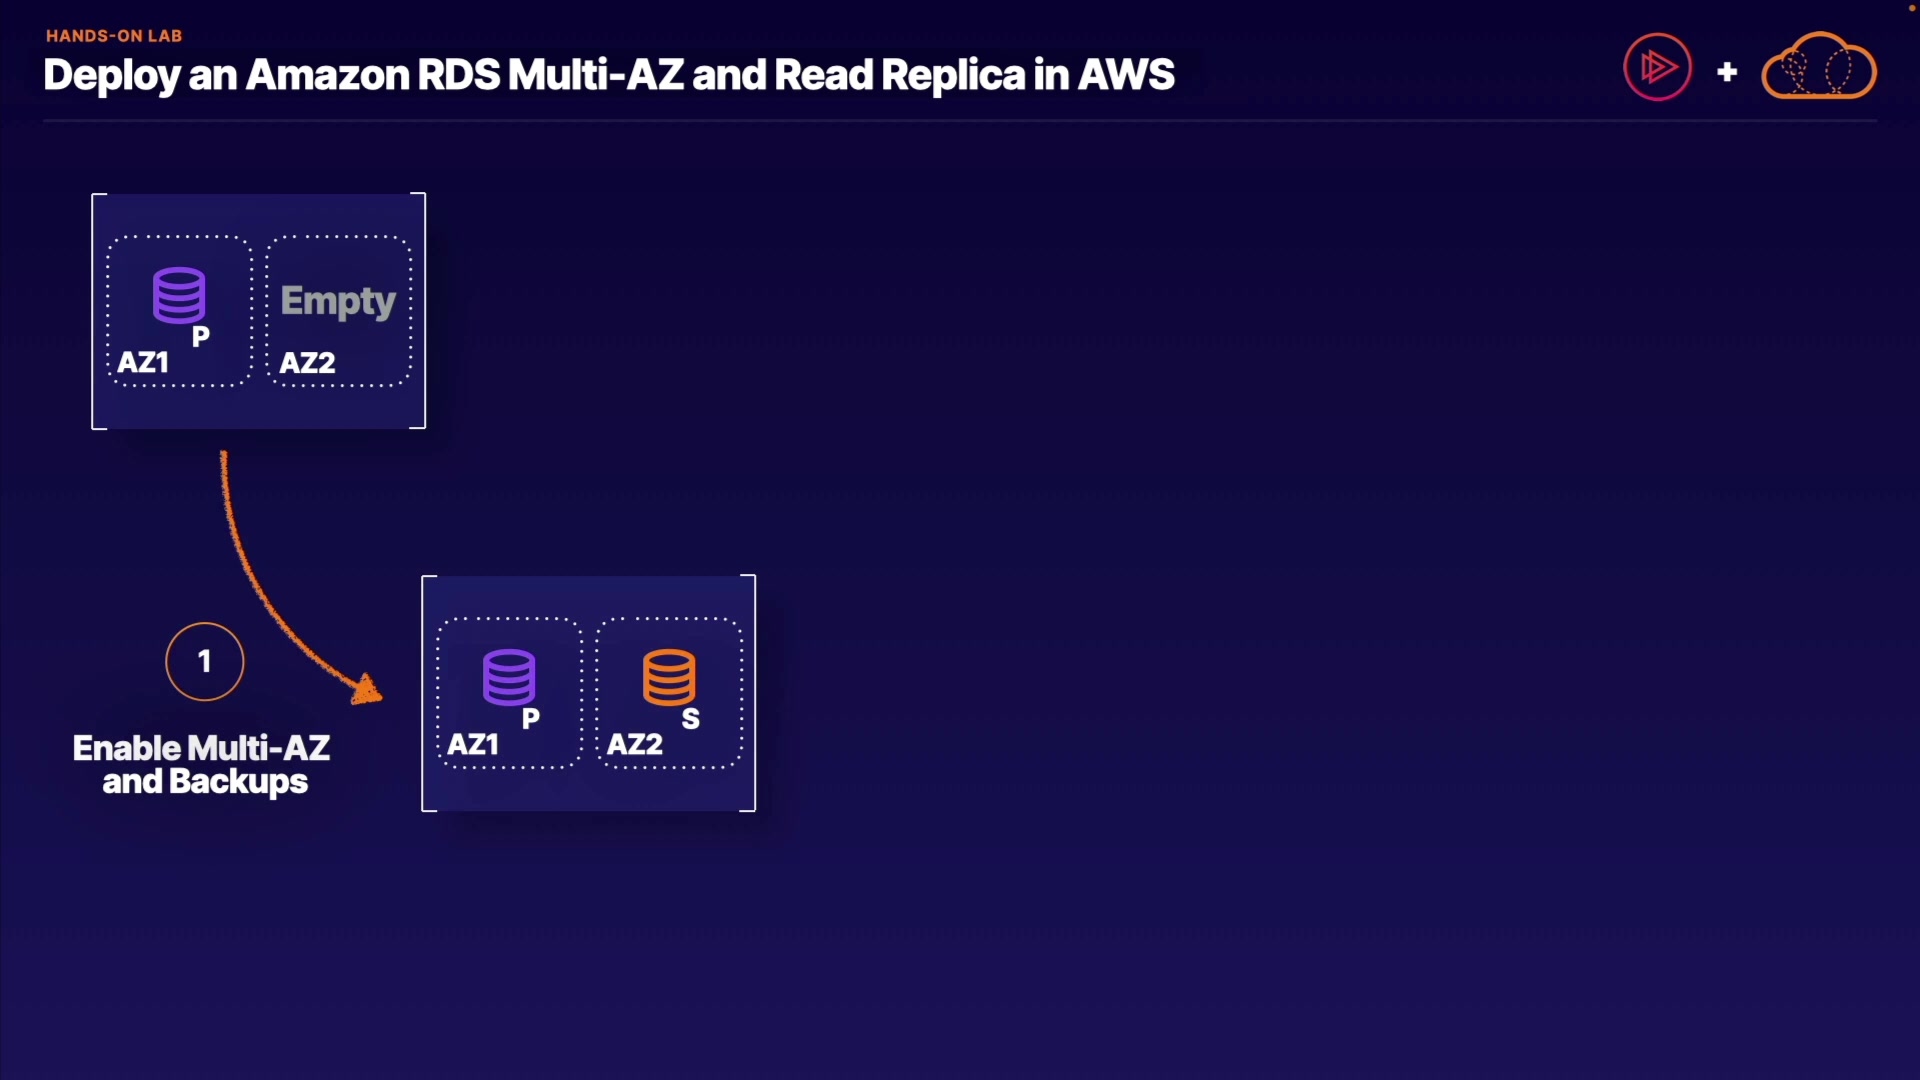 HANDS-ON LAB
Deploy an Amazon RDS Multi-AZ and Read Replica in AWS
+
Empty
P
AZ1
AZ2
1
Enable Multi-AZ
and Backups
P
S
AZ1
AZ2